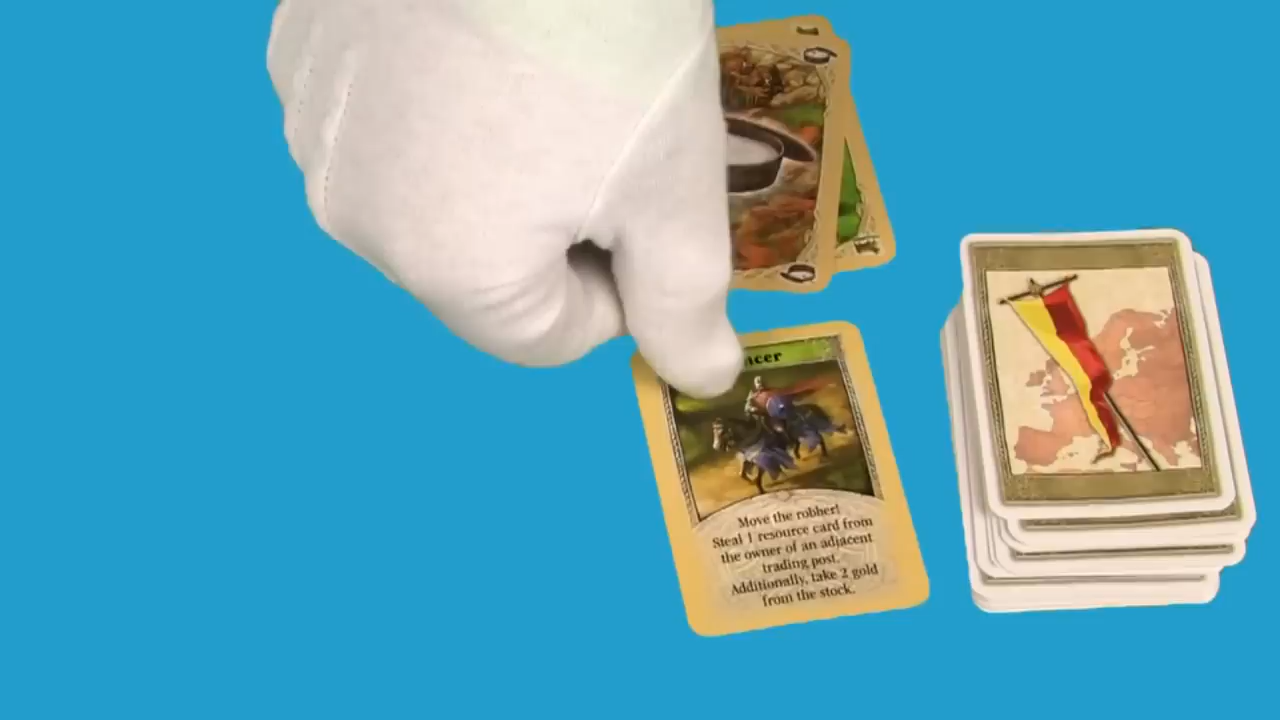 ncer
Move the robber!
Steal 1 resource card from
the owner of an adjacent
trading post.
Additionally, take 2 gold
from the stock.